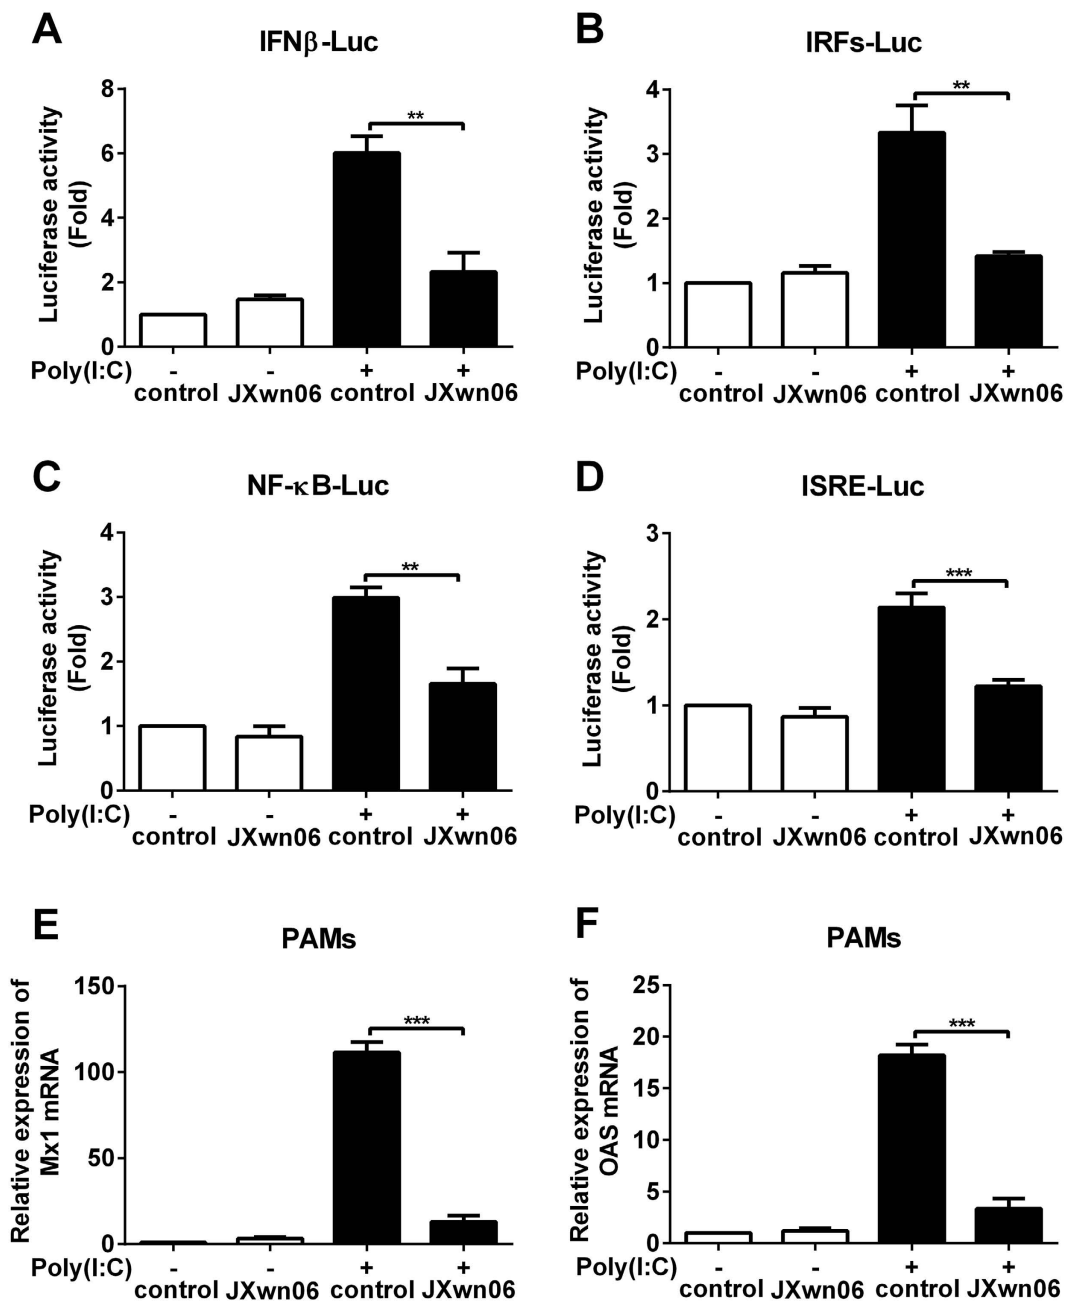 A
IFNβ-Luc
Luciferase activity
(Fold)
8
6
4
2
0
**
Poly(I:C) - - + +
control JXwn06 control JXwn06
B
IRFs-Luc
Luciferase activity
(Fold)
4
3
2
1
0
**
Poly(I:C) - - + +
control JXwn06 control JXwn06
C
NF-κB-Luc
Luciferase activity
(Fold)
4
3
2
1
0
**
Poly(I:C) - - + +
control JXwn06 control JXwn06
D
ISRE-Luc
Luciferase activity
(Fold)
3
2
1
0
***
Poly(I:C) - - + +
control JXwn06 control JXwn06
E
PAMs
Relative expression of
Mx1 mRNA
150
100
50
0
***
Poly(I:C) - - + +
control JXwn06 control JXwn06
F
PAMs
Relative expression of
OAS mRNA
25
20
15
10
5
0
***
Poly(I:C) - - + +
control JXwn06 control JXwn06